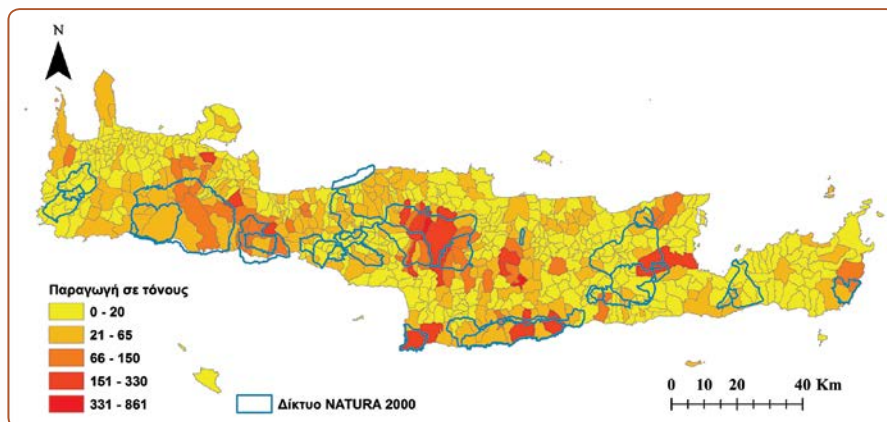 N
Παραγωγή σε τόνους
0 - 20
21 - 65
66 - 150
151 - 330
331 - 861
Δίκτυο NATURA 2000
0 10 20 40 Km